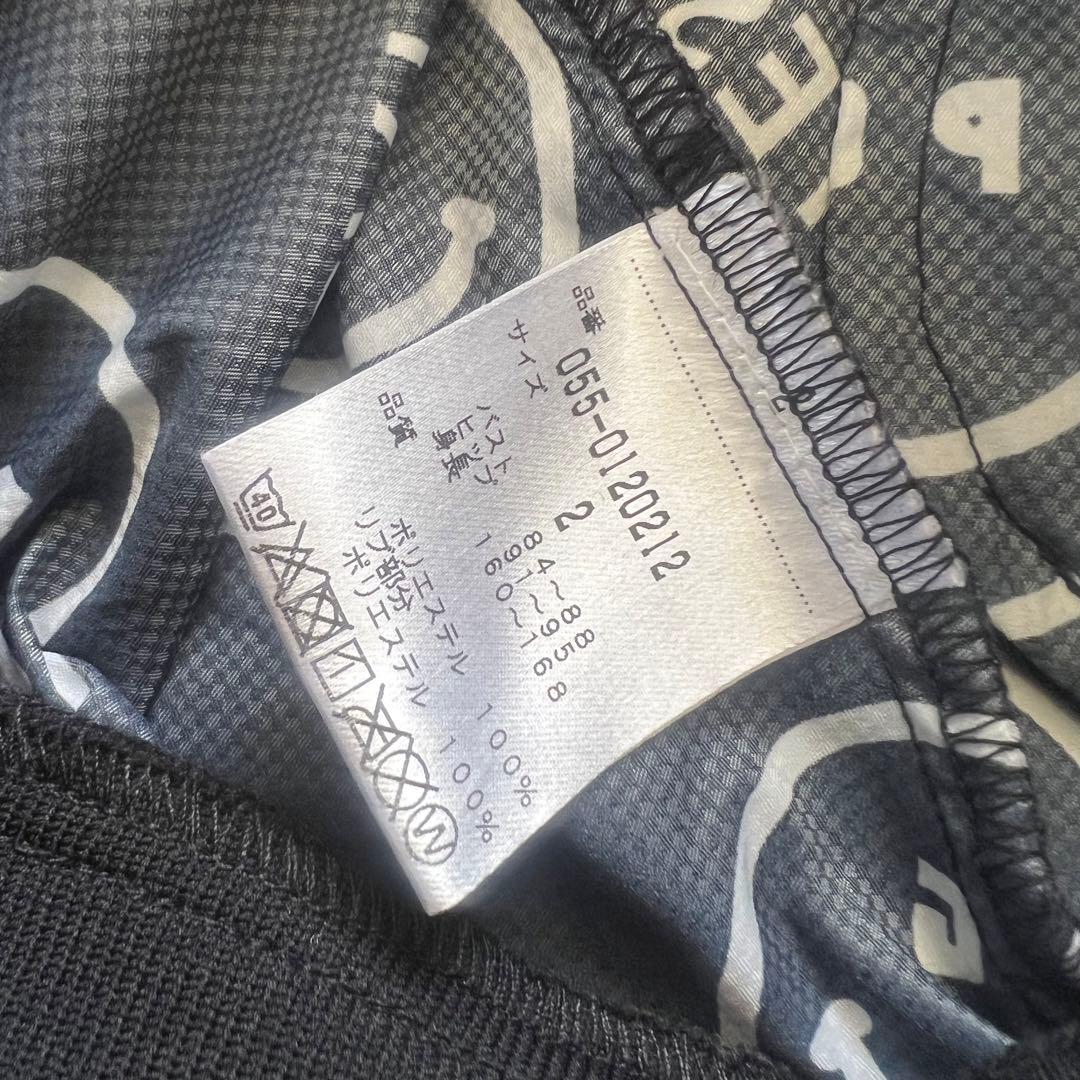 品番 055-0120212
サイズ 2
バスト 84~88
ヒップ 91~95
身長 160~168
品質
ポリエステル 100%
リブ部分
ポリエステル 100%
40
W
2
P